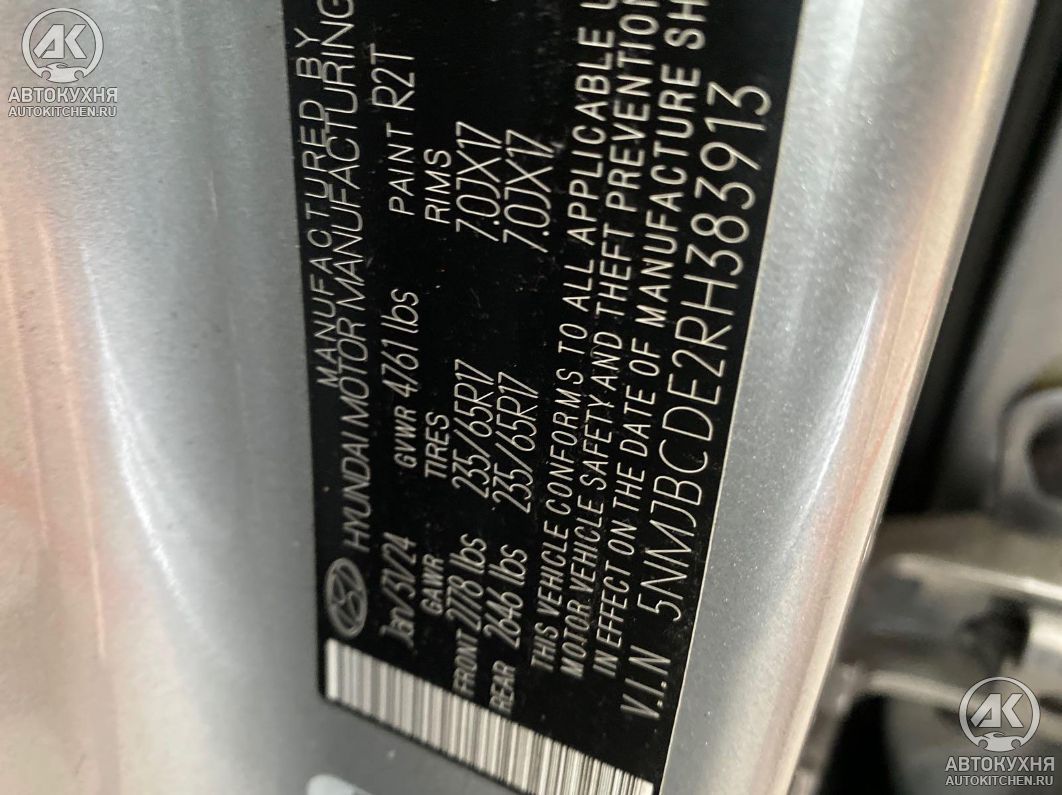 MANUFACTURED BY
HYUNDAI MOTOR MANUFACTURING
Jan/31/24 GVWR 4761 lbs PAINT R2T
GAWR TIRES RIMS
FRONT 2778 lbs 235/65R17 7.0JX17
REAR 2646 lbs 235/65R17 7.0JX17
THIS VEHICLE CONFORMS TO ALL APPLICABLE
MOTOR VEHICLE SAFETY AND THEFT PREVENTION
IN EFFECT ON THE DATE OF MANUFACTURE SH
V.I.N 5NMJBCDE2RH383913
АК
АВТОКУХНЯ
AUTOKITCHEN.RU
АК
АВТОКУХНЯ
AUTOKITCHEN.RU